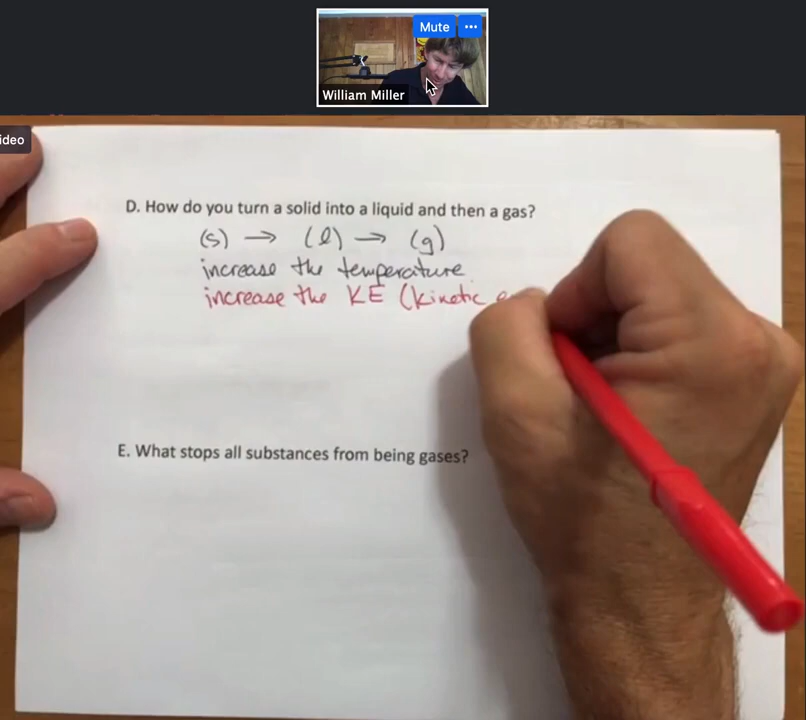 Mute
William Miller
ideo
D. How do you turn a solid into a liquid and then a gas?
(s) → (l) → (g)
increase the temperature
increase the KE (kinetic
E. What stops all substances from being gases?